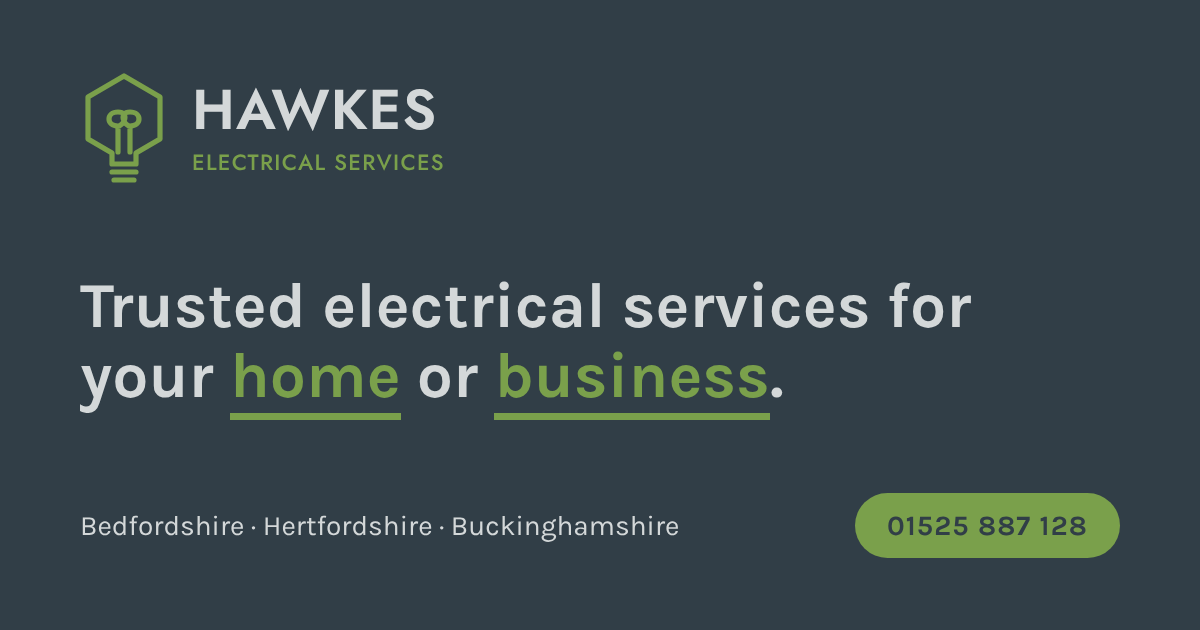 HAWKES
ELECTRICAL SERVICES
Trusted electrical services for
your home or business.
Bedfordshire · Hertfordshire · Buckinghamshire
01525 887 128